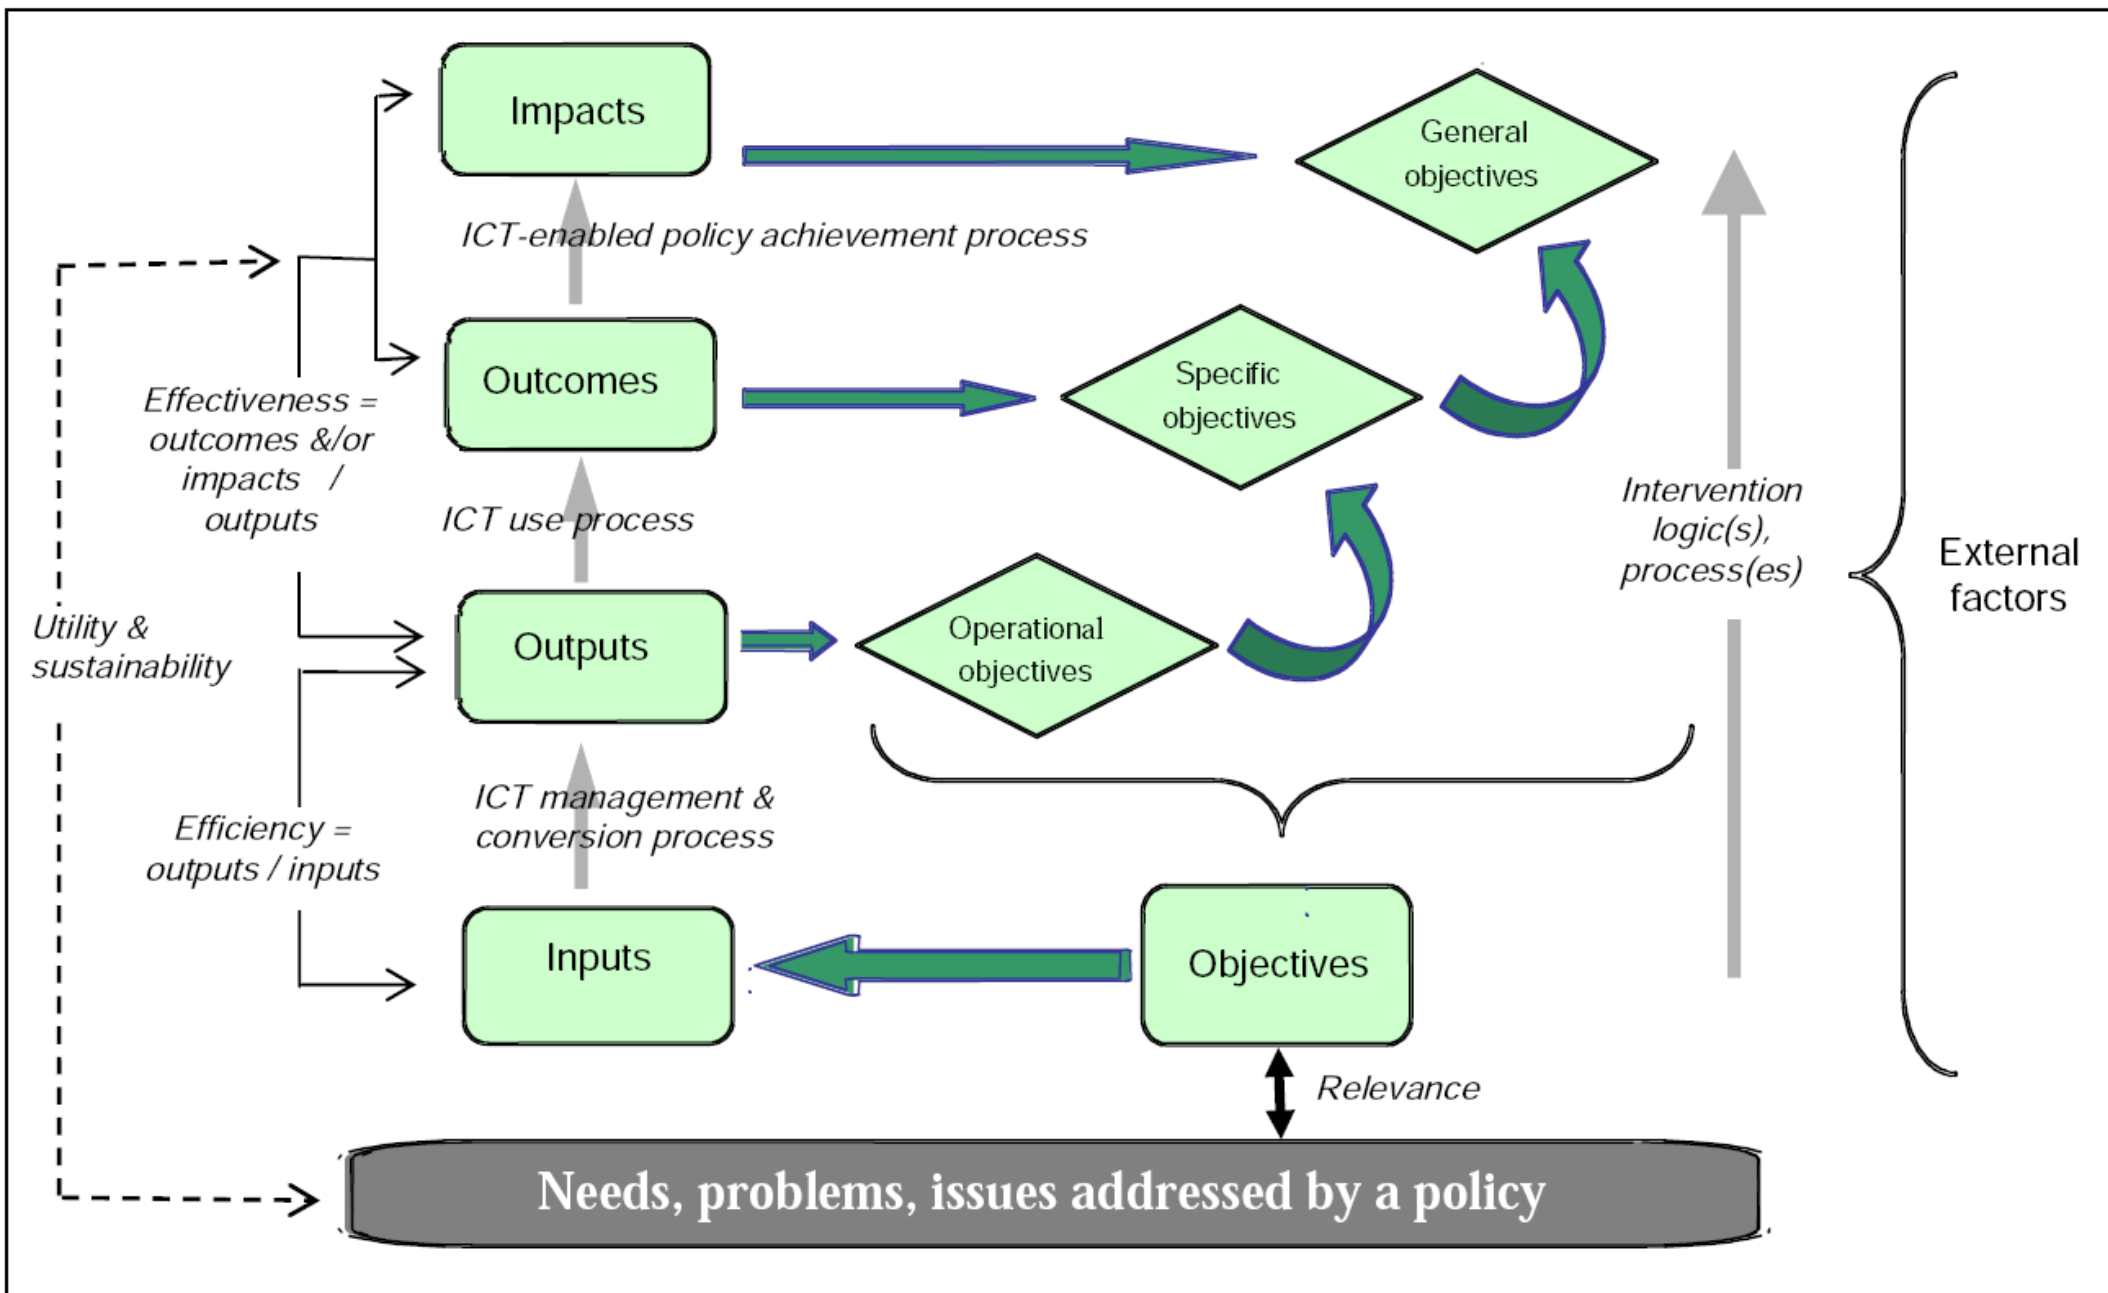 Impacts
General
objectives
ICT-enabled policy achievement process
Outcomes
Specific
objectives
Effectiveness =
outcomes &/or
impacts /
outputs
ICT use process
Intervention
logic(s),
process(es)
External
factors
Utility &
sustainability
Outputs
Operational
objectives
ICT management &
conversion process
Efficiency =
outputs / inputs
Inputs
Objectives
Relevance
Needs, problems, issues addressed by a policy